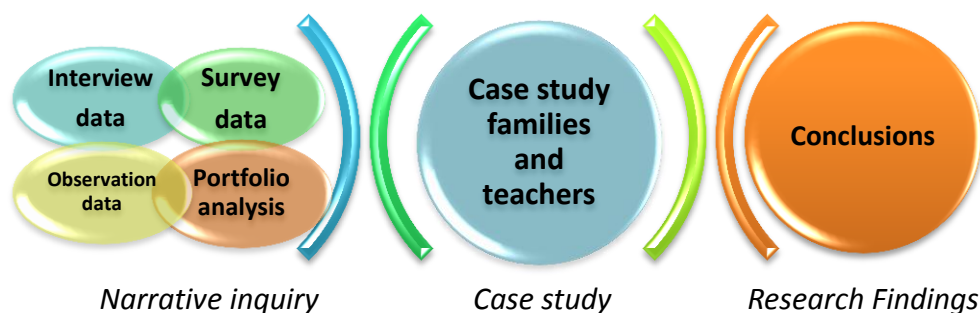 Interview
data
Survey
data
Observation
data
Portfolio
analysis
Case study
families
and
teachers
Conclusions
Narrative inquiry
Case study
Research Findings